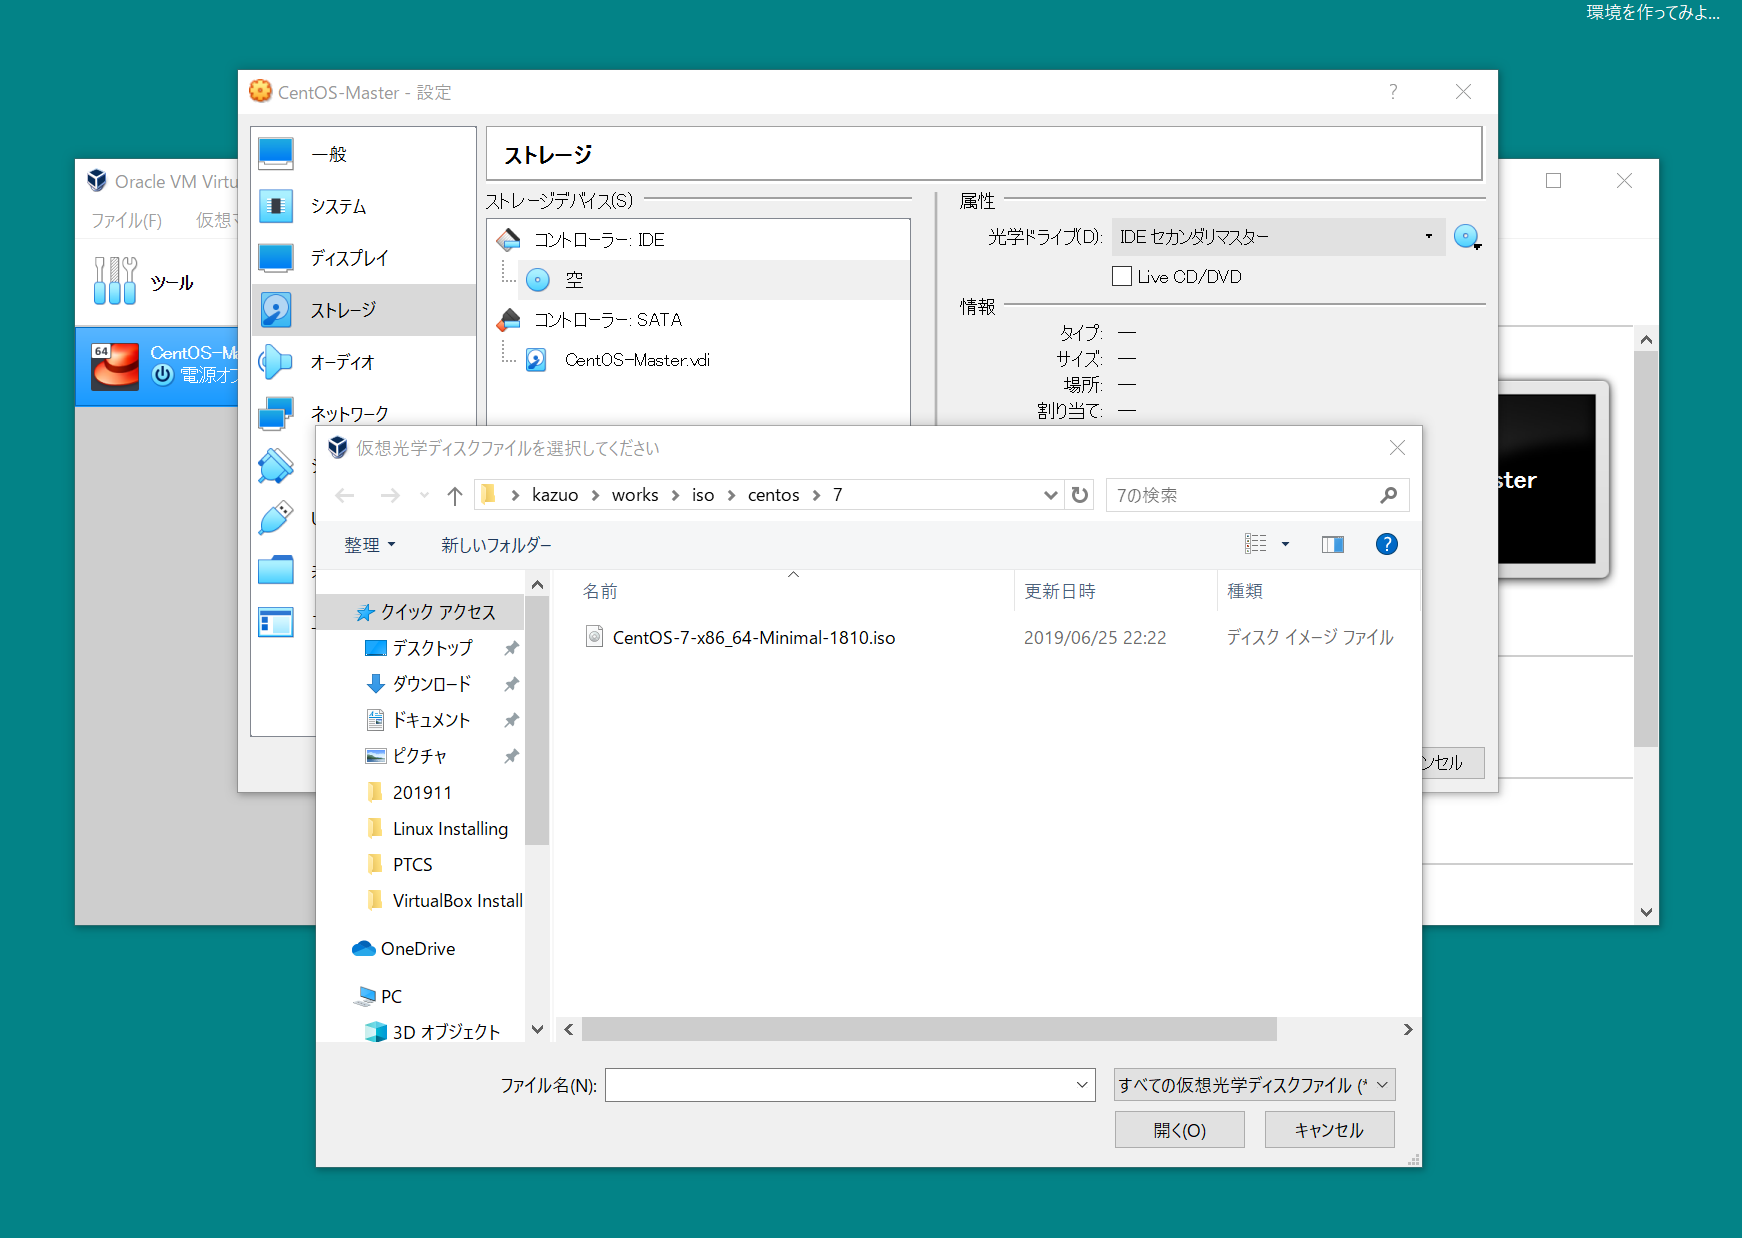 環境を作ってみよ...
CentOS-Master - 設定
?
Oracle VM Virtu
ファイル(F)
仮想
ツール
64
CentOS-Ma
電源オフ
一般
システム
ディスプレイ
ストレージ
オーディオ
ネットワーク
ストレージ
ストレージデバイス(S)
コントローラー: IDE
空
コントローラー: SATA
CentOS-Master.vdi
属性
光学ドライブ(D):
IDE セカンダリマスター
Live CD/DVD
情報
タイプ: —
サイズ: —
場所: —
割り当て: —
ster
ンセル
仮想光学ディスクファイルを選択してください
kazuo > works > iso > centos > 7
7の検索
整理
新しいフォルダー
?
クイック アクセス
デスクトップ
ダウンロード
ドキュメント
ピクチャ
201911
Linux Installing
PTCS
VirtualBox Install
OneDrive
PC
3D オブジェクト
名前
更新日時
種類
CentOS-7-x86_64-Minimal-1810.iso
2019/06/25 22:22
ディスク イメージ ファイル
ファイル名(N):
すべての仮想光学ディスクファイル (*
開く(O)
キャンセル